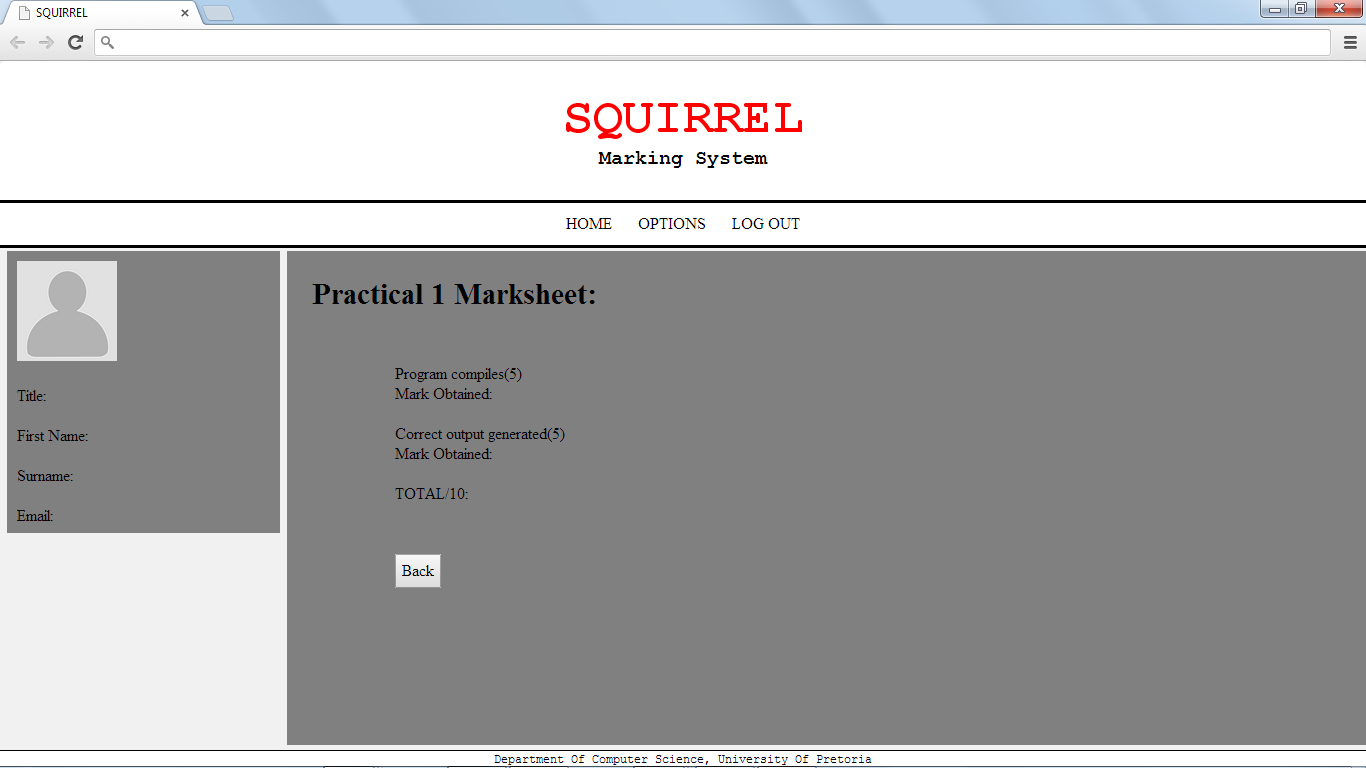 SQUIRREL
SQUIRREL
Marking System
HOME OPTIONS LOG OUT
Title:
First Name:
Surname:
Email:
Practical 1 Marksheet:
Program compiles(5)
Mark Obtained:
Correct output generated(5)
Mark Obtained:
TOTAL/10:
Back
Department Of Computer Science, University Of Pretoria